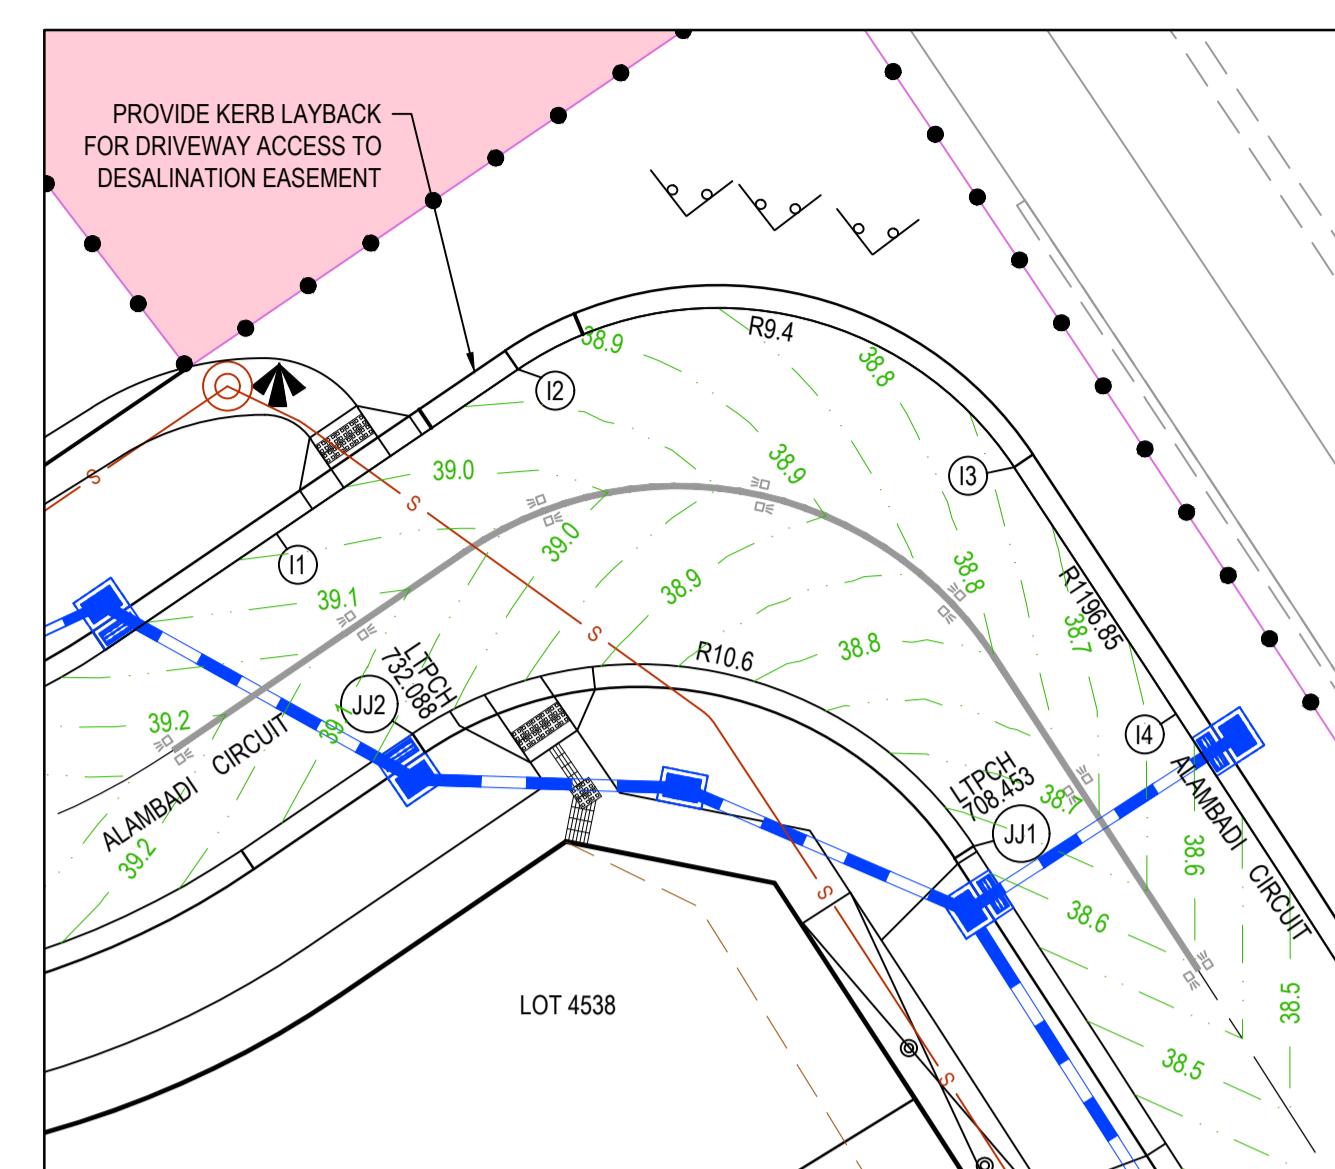 PROVIDE KERB LAYBACK
FOR DRIVEWAY ACCESS TO
DESALINATION EASEMENT
R9.4
38.9
38.8
I2
39.0
38.9
I3
S
S
39.0
38.8
I1
38.9
39.1
R1196.85
38.7
S
R10.6
38.8
LTPCH
732.088
JJ2
39.2
39.1
I4
ALAMBADI CIRCUIT
LTPCH
708.453
38.7
JJ1
ALAMBADI CIRCUIT
39.2
38.6
S
38.6
LOT 4538
38.5
38.5
S